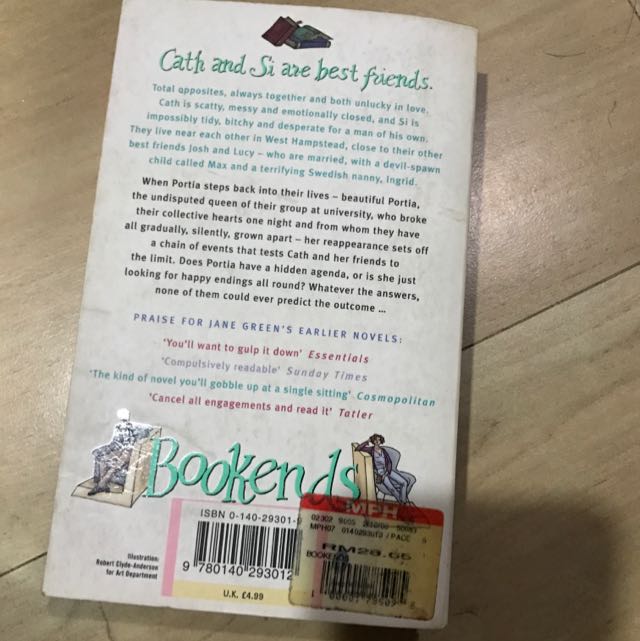 Cath and Si are best friends.
Total opposites, always together and both unlucky in love.
Cath is scatty, messy and emotionally closed, and Si is
impossibly tidy, bitchy and desperate for a man of his own.
They live near each other in West Hampstead, close to their other
best friends Josh and Lucy – who are married, with a devil-spawn
child called Max and a terrifying Swedish nanny, Ingrid.
When Portia steps back into their lives – beautiful Portia,
the undisputed queen of their group at university, who broke
their collective hearts one night and from whom they have
all gradually, silently, grown apart – her reappearance sets off
a chain of events that tests Cath and her friends to
the limit. Does Portia have a hidden agenda, or is she just
looking for happy endings all round? Whatever the answers,
none of them could ever predict the outcome ...
PRAISE FOR JANE GREEN'S EARLIER NOVELS:
'You'll want to gulp it down' Essentials
'Compulsively readable' Sunday Times
'The kind of novel you'll gobble up at a single sitting' Cosmopolitan
'Cancel all engagements and read it' Tatler
Bookends
ISBN 0-140-29301-
MPH
02302
MPH07 / PACE
RM28.65
BOOKENDS
9 780140 293012
Illustration:
Robert Clyde-Anderson
for Art Department
U.K. £4.99